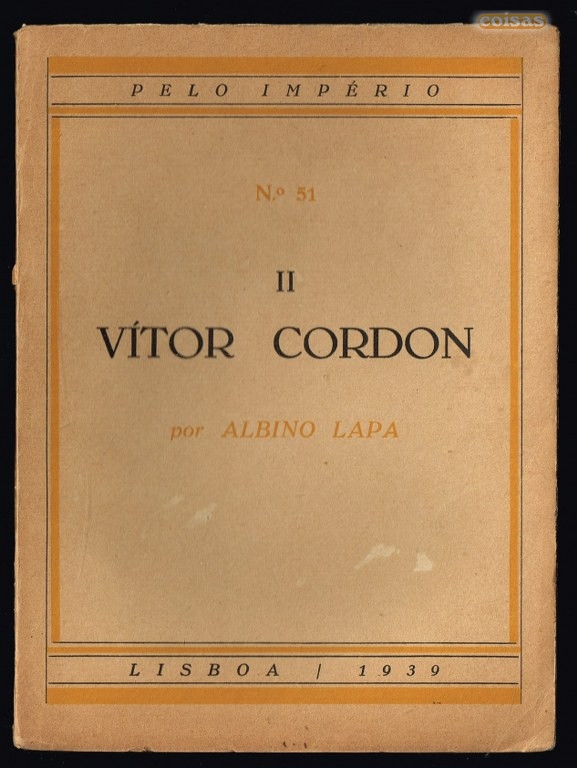 coisas
PELO IMPÉRIO
N.º 51
II
VÍTOR CORDON
por ALBINO LAPA
LISBOA / 1939